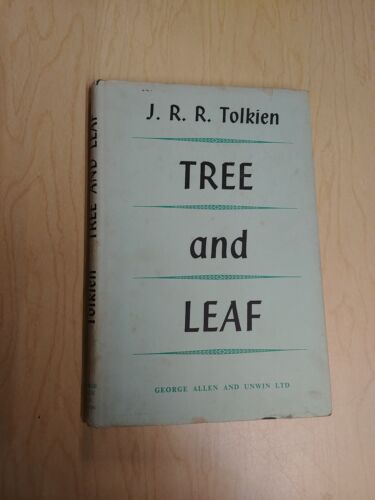 J. R. R. Tolkien
TREE
and
LEAF
GEORGE ALLEN AND UNWIN LTD
Tolkien TREE AND LEAF